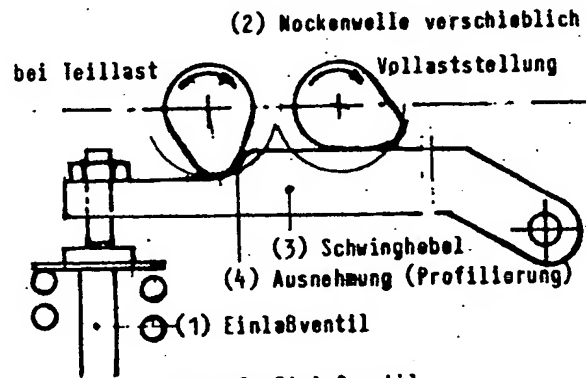 (2) Nockenwelle verschieblich
bei Teillast
Vollaststellung
(3) Schwinghebel
(4) Ausnehmung (Profilierung)
(1) Einlaßventil